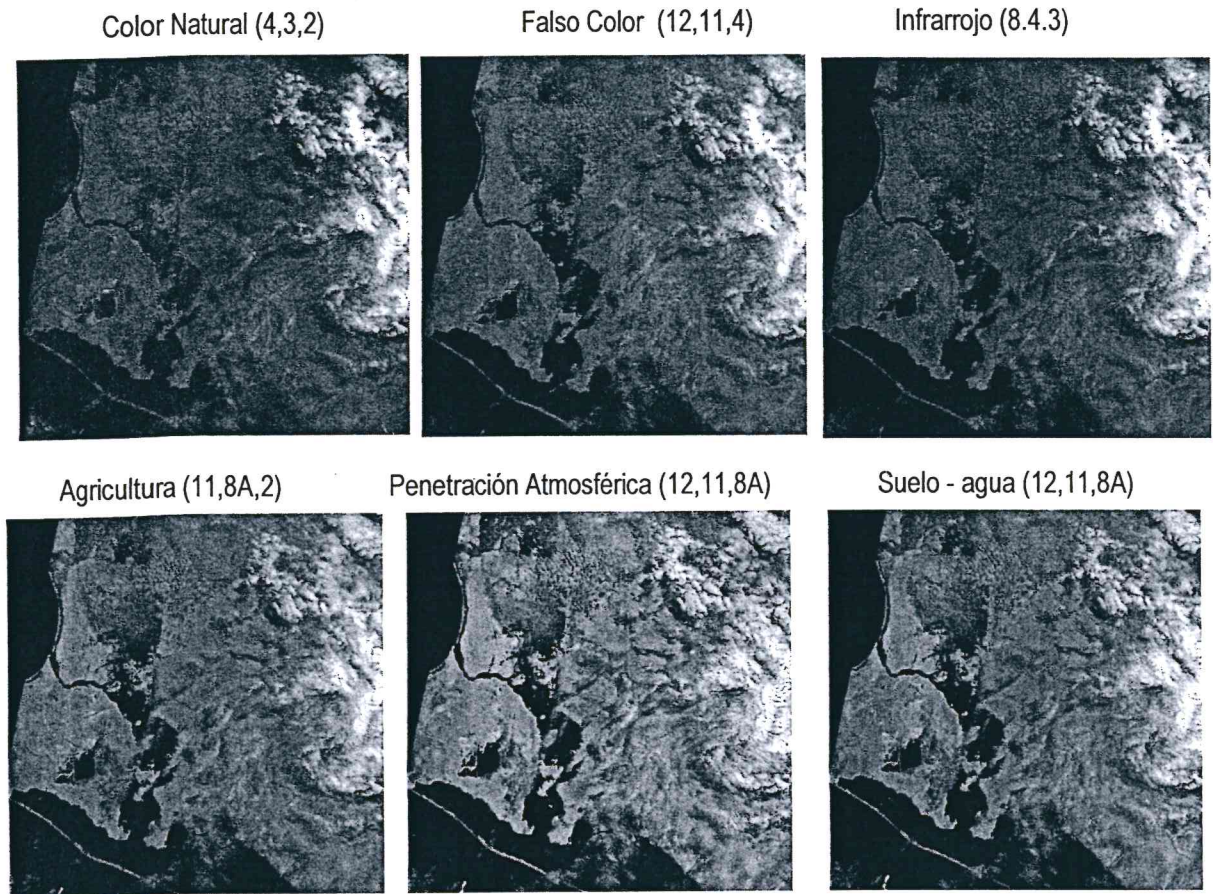 Color Natural (4,3,2)
Falso Color (12,11,4)
Infrarrojo (8.4.3)
Agricultura (11,8A,2)
Penetración Atmosférica (12,11,8A)
Suelo - agua (12,11,8A)